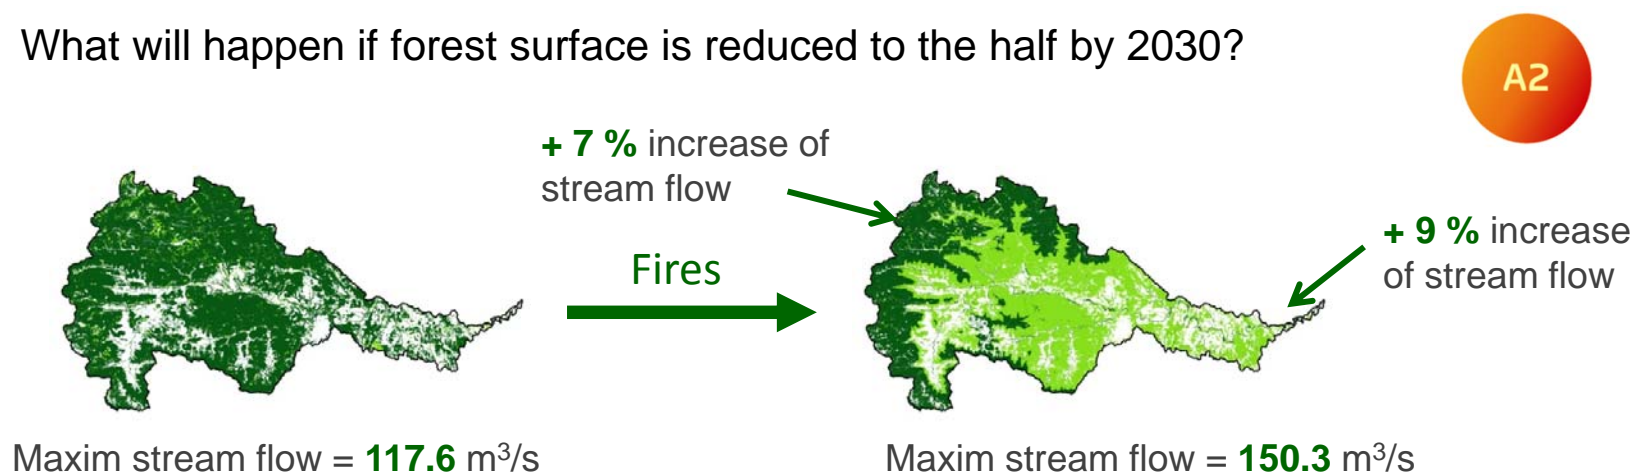 What will happen if forest surface is reduced to the half by 2030?
A2
+ 7 % increase of
stream flow
+ 9 % increase
of stream flow
Fires
Maxim stream flow = 117.6 m³/s
Maxim stream flow = 150.3 m³/s